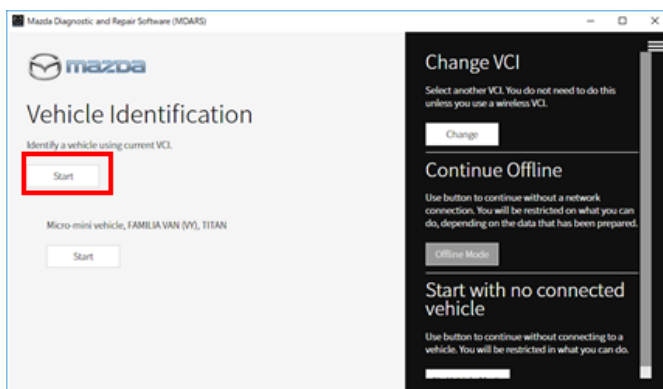 Mazda Diagnostic and Repair Software (MDARS)
mazda
Vehicle Identification
Identify a vehicle using current VCI.
Start
Micro-mini vehicle, FAMILIA VAN (VY), TITAN
Start
Change VCI
Select another VCI. You do not need to do this
unless you use a wireless VCI.
Change
Continue Offline
Use button to continue without a network
connection. You will be restricted on what you can
do, depending on the data that has been prepared.
Offline Mode
Start with no connected
vehicle
Use button to continue without connecting to a
vehicle. You will be restricted in what you can do.